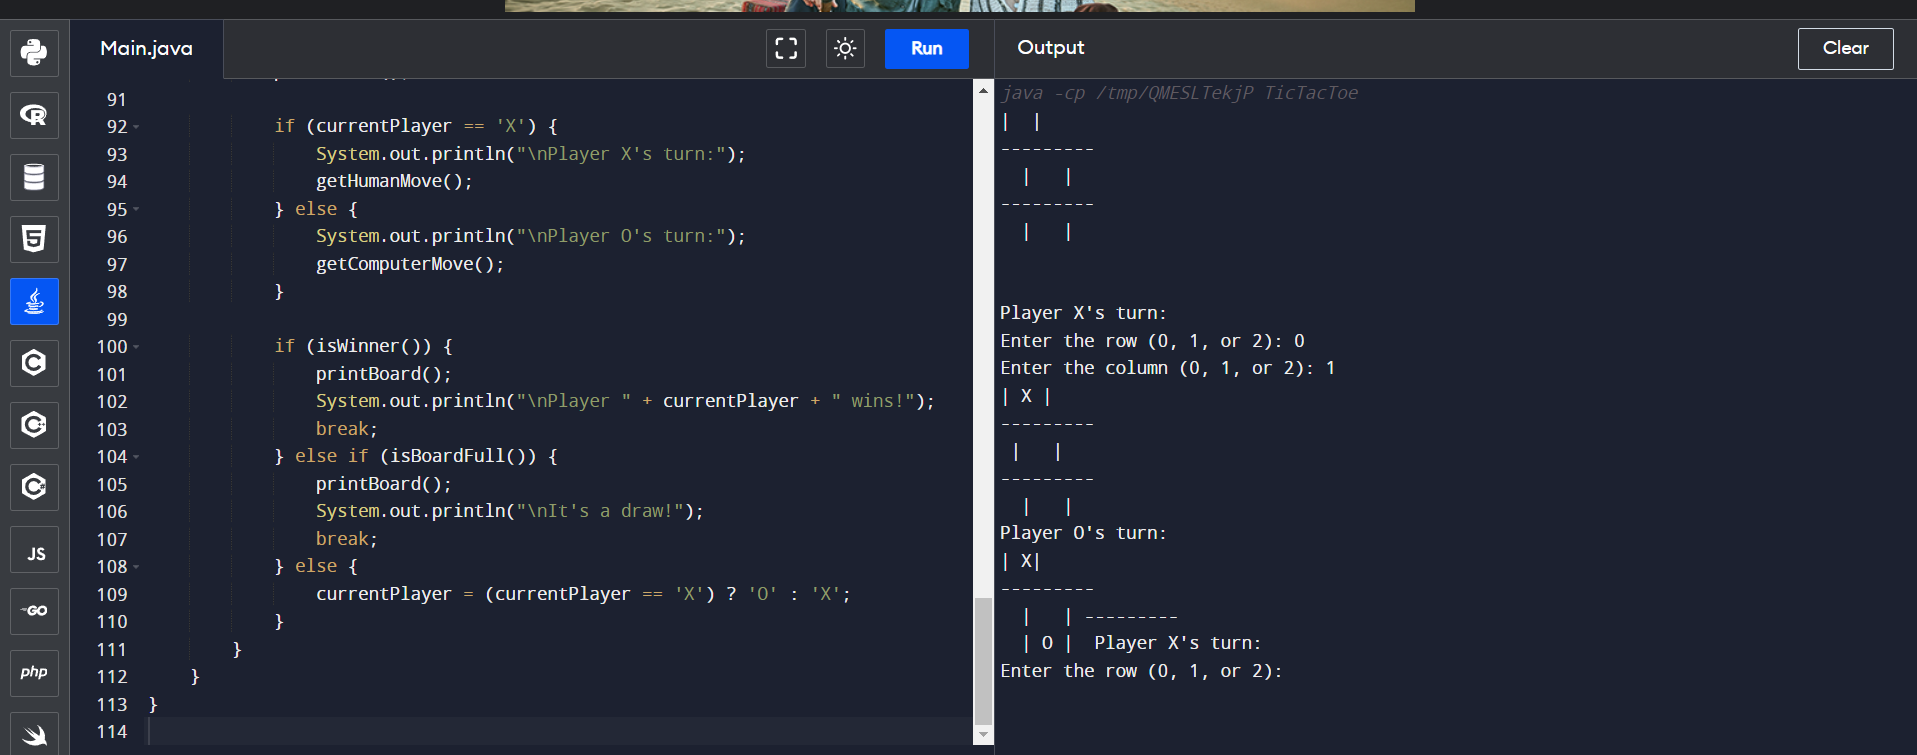 Main.java
Run
Output
Clear
91
92 if (currentPlayer == 'X') {
93 System.out.println("\nPlayer X's turn:");
94 getHumanMove();
95 } else {
96 System.out.println("\nPlayer O's turn:");
97 getComputerMove();
98 }
99
100 if (isWinner()) {
101 printBoard();
102 System.out.println("\nPlayer " + currentPlayer + " wins!");
103 break;
104 } else if (isBoardFull()) {
105 printBoard();
106 System.out.println("\nIt's a draw!");
107 break;
108 } else {
109 currentPlayer = (currentPlayer == 'X') ? 'O' : 'X';
110 }
111 }
112 }
113 }
114
java -cp /tmp/QMESLTekjP TicTacToe
|  |
---------
  |   |
---------
  |   |
Player X's turn:
Enter the row (0, 1, or 2): 0
Enter the column (0, 1, or 2): 1
| X |
---------
 |   |
---------
  |   |
Player O's turn:
| X|
---------
  |   | ---------
  | O |  Player X's turn:
Enter the row (0, 1, or 2):
R
5
C
C
C
JS
GO
php